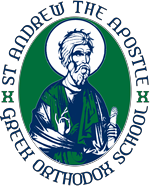 ST ANDREW THE APOSTLE
GREEK ORTHODOX SCHOOL